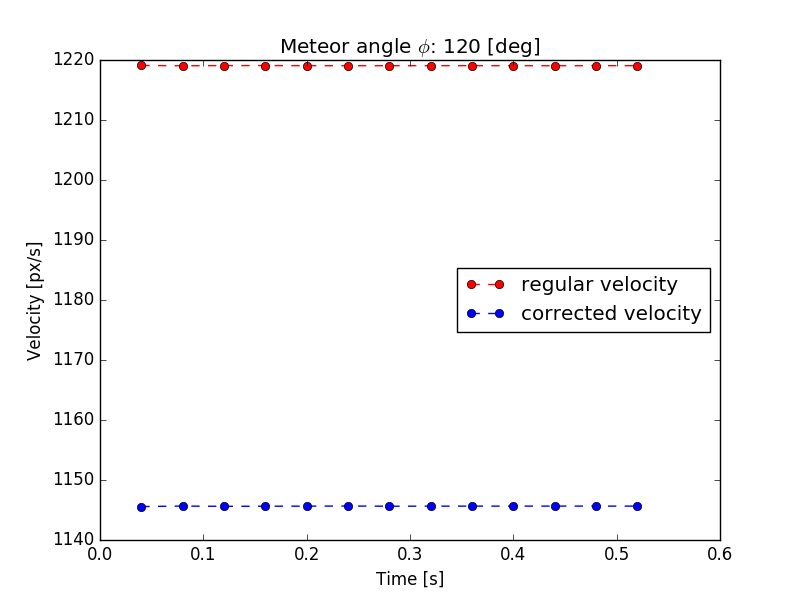 Meteor angle ϕ: 120 [deg]
1220
1210
1200
1190
1180
1170
1160
1150
1140
Velocity [px/s]
regular velocity
corrected velocity
0.0 0.1 0.2 0.3 0.4 0.5 0.6
Time [s]